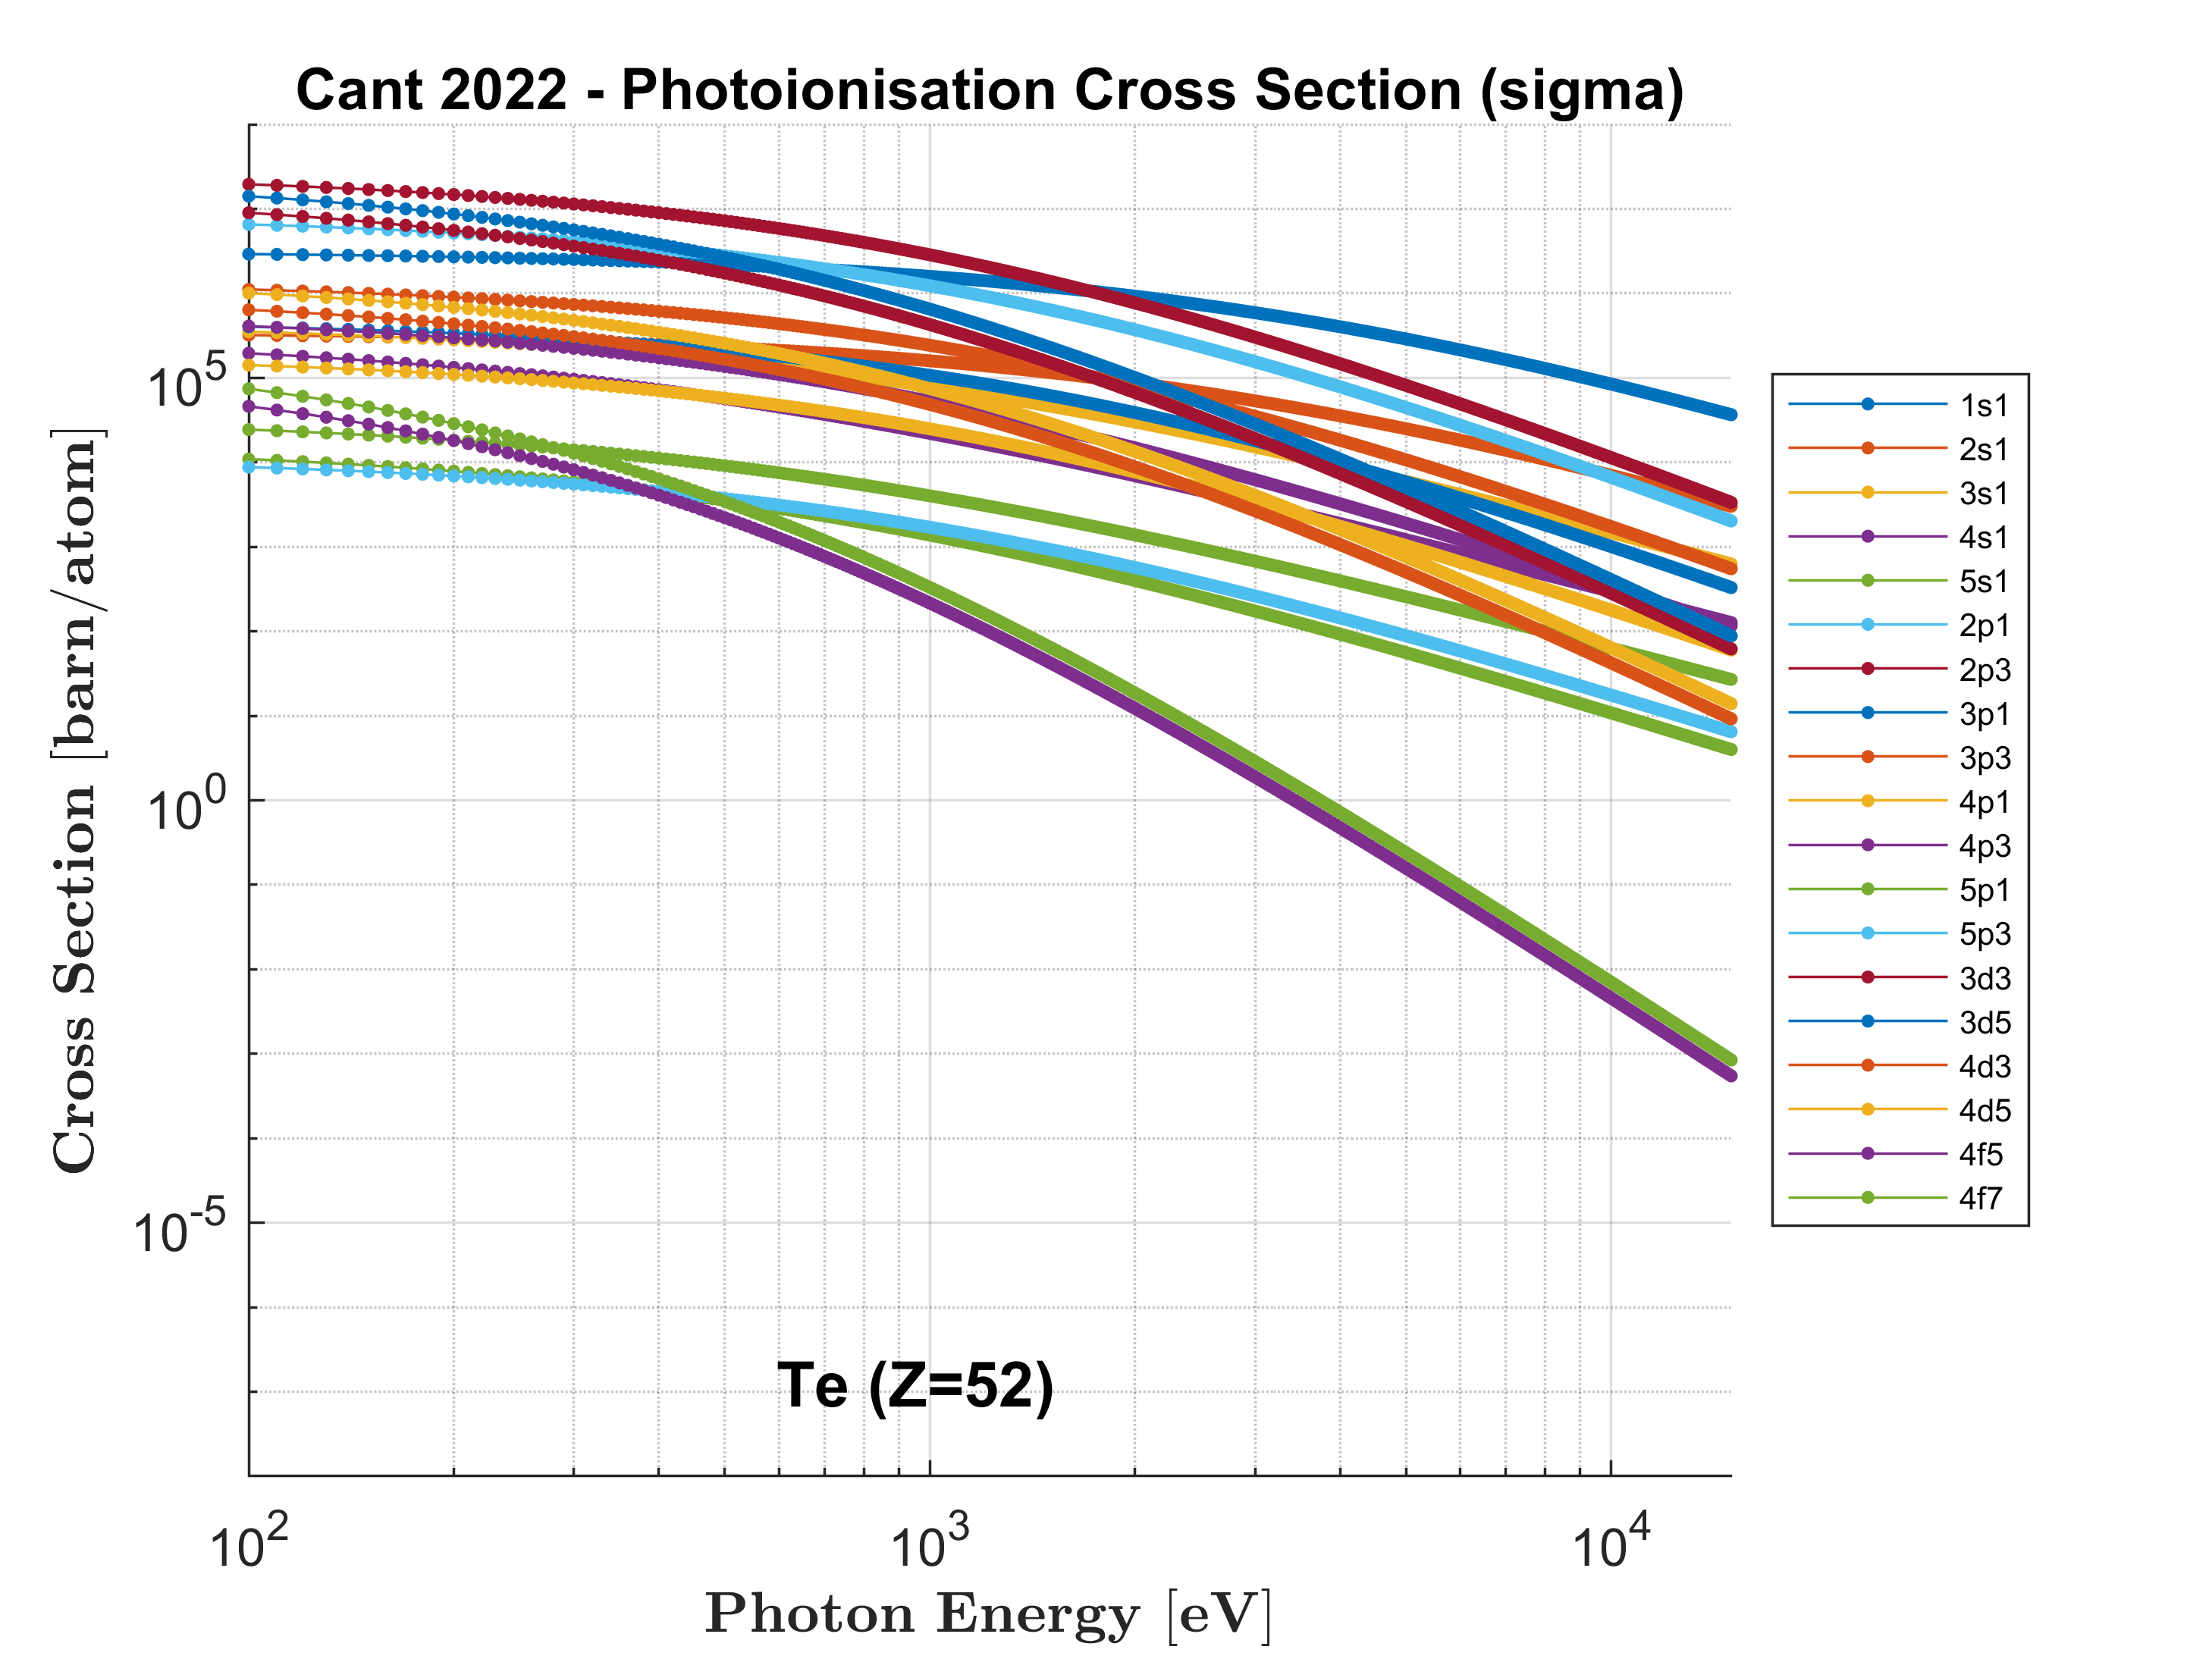 Cant 2022 - Photoionisation Cross Section (sigma)
Cross Section [barn/atom]
10^5
10^0
10^-5
10^2
10^3
10^4
Photon Energy [eV]
Te (Z=52)
1s1
2s1
3s1
4s1
5s1
2p1
2p3
3p1
3p3
4p1
4p3
5p1
5p3
3d3
3d5
4d3
4d5
4f5
4f7